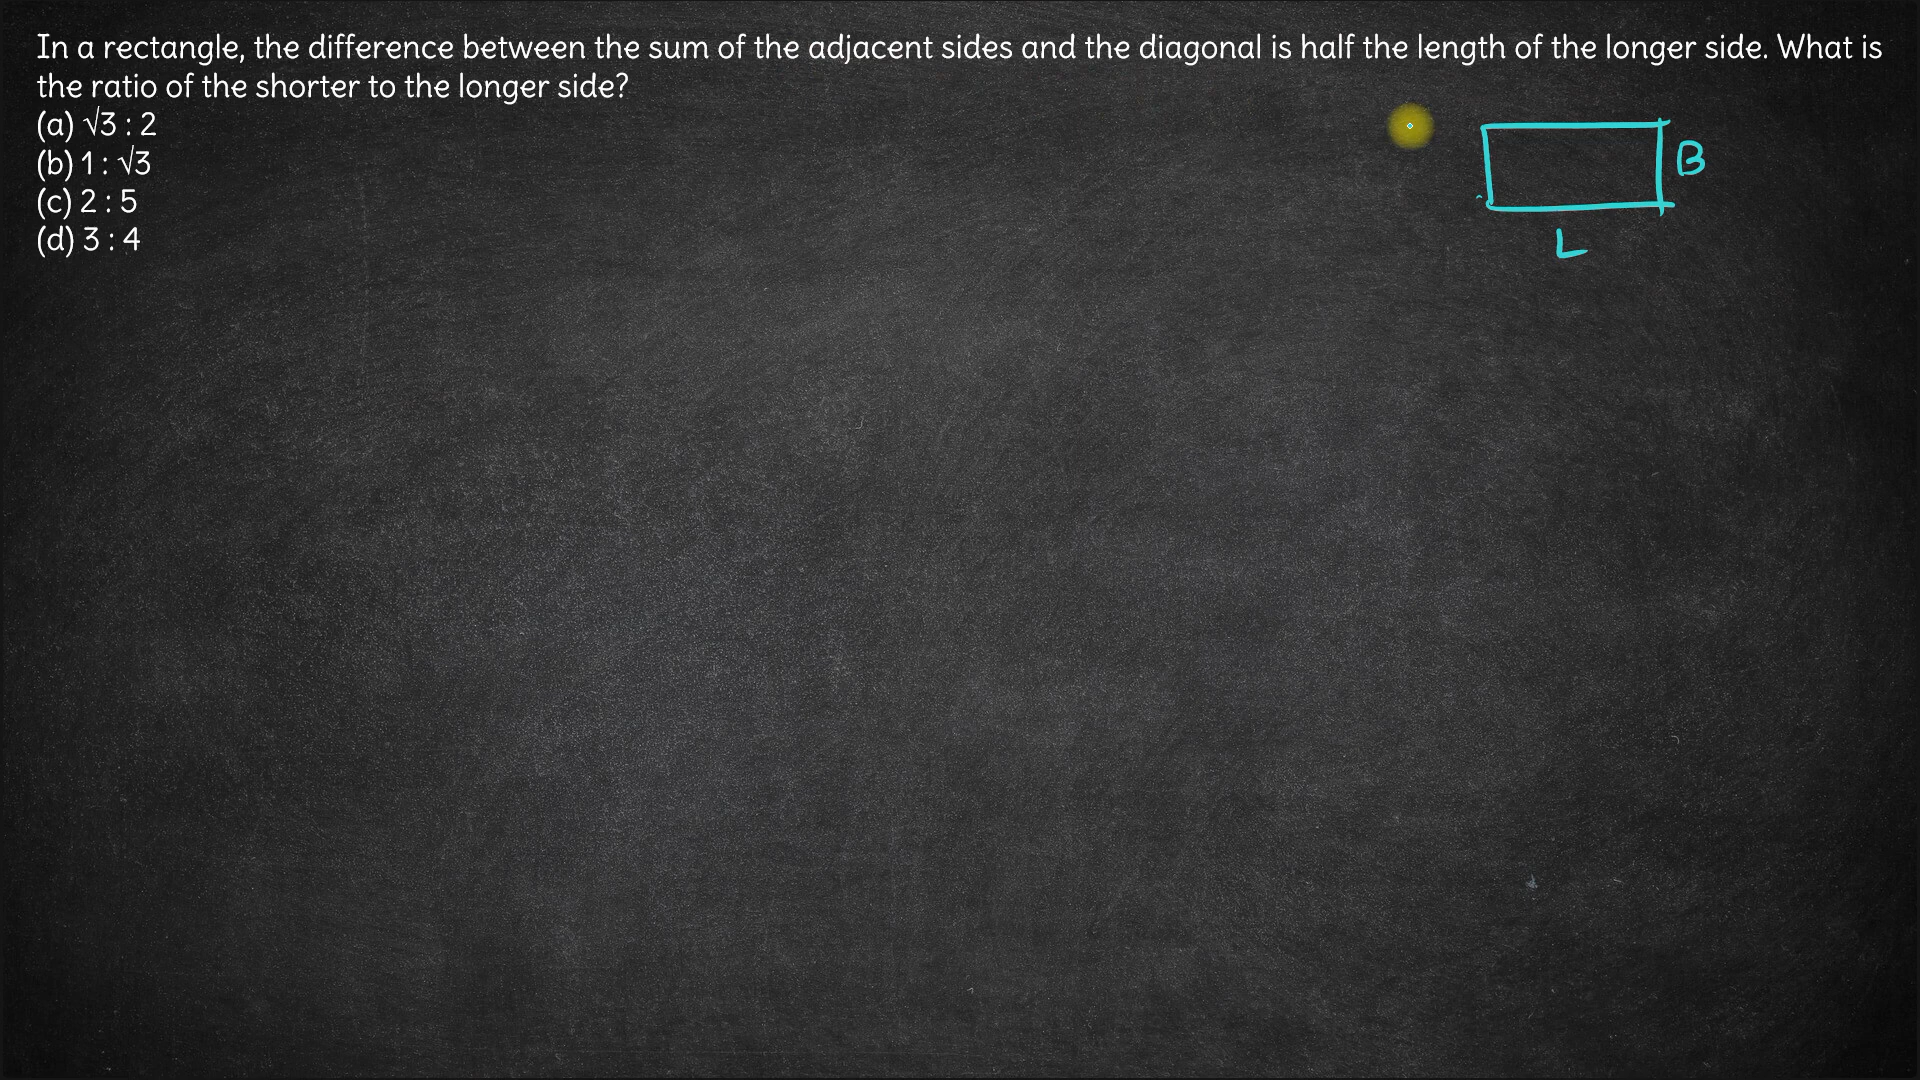 In a rectangle, the difference between the sum of the adjacent sides and the diagonal is half the length of the longer side. What is
the ratio of the shorter to the longer side?
(a) √3 : 2
(b) 1 : √3
(c) 2 : 5
(d) 3 : 4
B
L